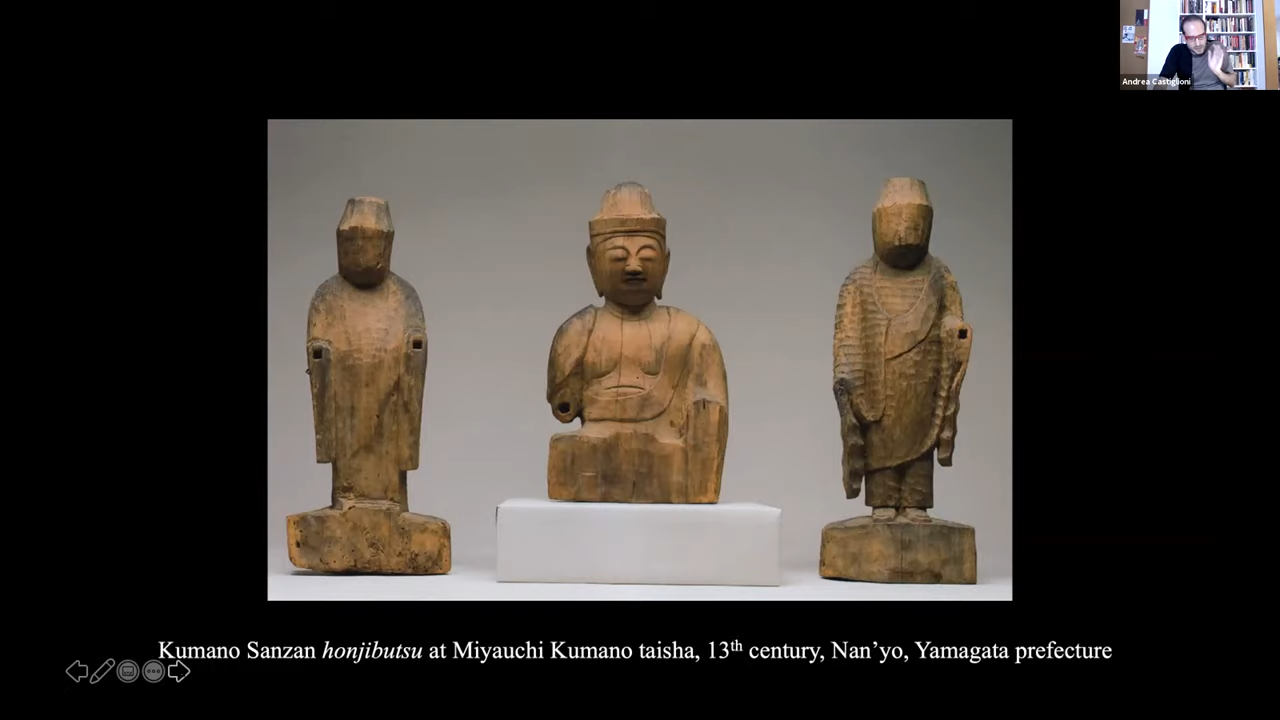 Andrea Castiglioni
Kumano Sanzan honjibutsu at Miyauchi Kumano taisha, 13th century, Nan’yo, Yamagata prefecture